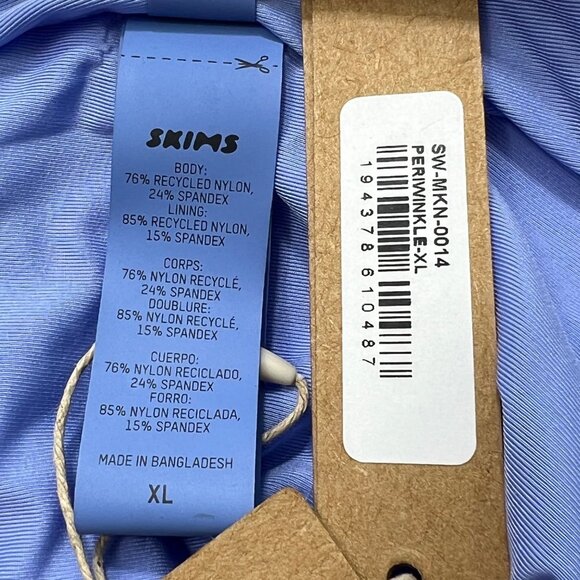 SKIMS
BODY:
76% RECYCLED NYLON,
24% SPANDEX
LINING:
85% RECYCLED NYLON,
15% SPANDEX
CORPS:
76% NYLON RECYCLÉ,
24% SPANDEX
DOUBLURE:
85% NYLON RECYCLÉ,
15% SPANDEX
CUERPO:
76% NYLON RECICLADO,
24% SPANDEX
FORRO:
85% NYLON RECICLADA,
15% SPANDEX
MADE IN BANGLADESH
XL
SW-MKN-0014
PERIWINKLE-XL
194378 610487